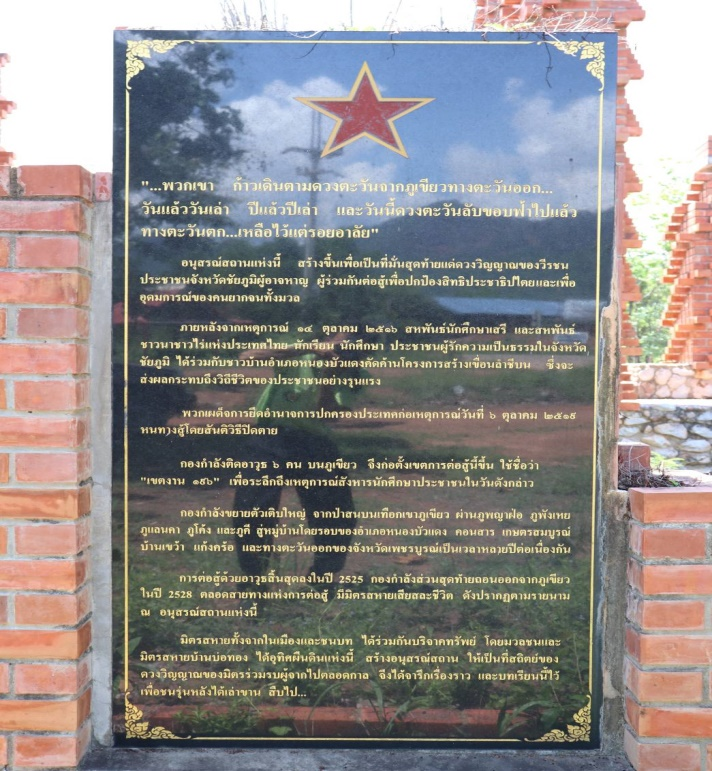 "...พวกเขา ก้าวเดินตามดวงตะวันจากภูเขียวทางตะวันออก...
วันแล้ววันเล่า ปีแล้วปีเล่า และวันนี้ดวงตะวันลับขอบฟ้าไปแล้ว
ทางตะวันตก...เหลือไว้แต่รอยอาลัย"
อนุสรณ์สถานแห่งนี้ สร้างขึ้นเพื่อเป็นที่มั่นสุดท้ายแด่ดวงวิญญาณของวีรชน
ประชาชนจังหวัดชัยภูมิผู้อาจหาญ ผู้ร่วมกันต่อสู้เพื่อปกป้องสิทธิประชาธิปไตยและเพื่อ
อุดมการณ์ของคนยากจนทั้งมวล
ภายหลังจากเหตุการณ์ ๑๔ ตุลาคม ๒๕๑๖ สหพันธ์นักศึกษาเสรี และสหพันธ์
ชาวนาชาวไร่แห่งประเทศไทย นักเรียน นักศึกษา ประชาชนผู้รักความเป็นธรรมในจังหวัด
ชัยภูมิ ได้ร่วมกับชาวบ้านอำเภอหนองบัวแดงคัดค้านโครงการสร้างเขื่อนลำชีบน ซึ่งจะ
ส่งผลกระทบถึงวิถีชีวิตของประชาชนอย่างรุนแรง
พวกเผด็จการยึดอำนาจการปกครองประเทศก่อเหตุการณ์วันที่ ๖ ตุลาคม ๒๕๑๙
หนทางสู้โดยสันติวิธีปิดตาย
กองกำลังติดอาวุธ ๖ คน บนภูเขียว จึงก่อตั้งเขตการต่อสู้นี้ขึ้น ใช้ชื่อว่า
"เขตงาน ๑๙๖" เพื่อระลึกถึงเหตุการณ์สังหารนักศึกษาประชาชนในวันดังกล่าว
กองกำลังขยายตัวเติบใหญ่ จากป่าสนบนเทือกเขาภูเขียว ผ่านภูพญาฝ่อ ภูพังเหย
ภูแลนคา ภูโค้ง และภูคี สู่หมู่บ้านโดยรอบของอำเภอหนองบัวแดง คอนสาร เกษตรสมบูรณ์
บ้านเขว้า แก้งคร้อ และทางตะวันออกของจังหวัดเพชรบูรณ์เป็นเวลาหลายปีต่อเนื่องกัน
การต่อสู้ด้วยอาวุธสิ้นสุดลงในปี 2525 กองกำลังส่วนสุดท้ายถอนออกจากภูเขียว
ในปี 2528 ตลอดสายทางแห่งการต่อสู้ มีมิตรสหายเสียสละชีวิต ดังปรากฏตามรายนาม
ณ อนุสรณ์สถานแห่งนี้
มิตรสหายทั้งจากในเมืองและชนบท ได้ร่วมกันบริจาคทรัพย์ โดยมวลชนและ
มิตรสหายบ้านบ่อทอง ได้อุทิศผืนดินแห่งนี้ สร้างอนุสรณ์สถาน ให้เป็นที่สถิตย์ของ
ดวงวิญญาณของมิตรร่วมรบผู้จากไปตลอดกาล จึงได้จารึกเรื่องราว และบทเรียนนี้ไว้
เพื่อชนรุ่นหลังได้เล่าขาน สืบไป...